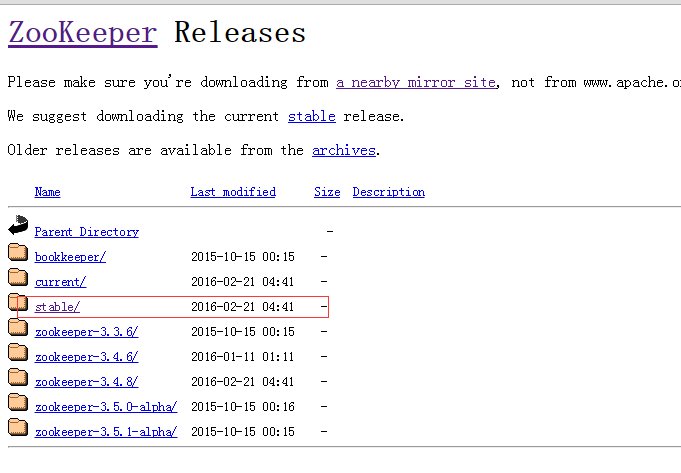 ZooKeeper Releases
Please make sure you're downloading from a nearby mirror site, not from www.apache.o
We suggest downloading the current stable release.
Older releases are available from the archives.
Name Last modified Size Description
Parent Directory -
bookkeeper/ 2015-10-15 00:15 -
current/ 2016-02-21 04:41 -
stable/ 2016-02-21 04:41 -
zookeeper-3.3.6/ 2015-10-15 00:15 -
zookeeper-3.4.6/ 2016-01-11 01:11 -
zookeeper-3.4.8/ 2016-02-21 04:41 -
zookeeper-3.5.0-alpha/ 2015-10-15 00:16 -
zookeeper-3.5.1-alpha/ 2015-10-15 00:15 -